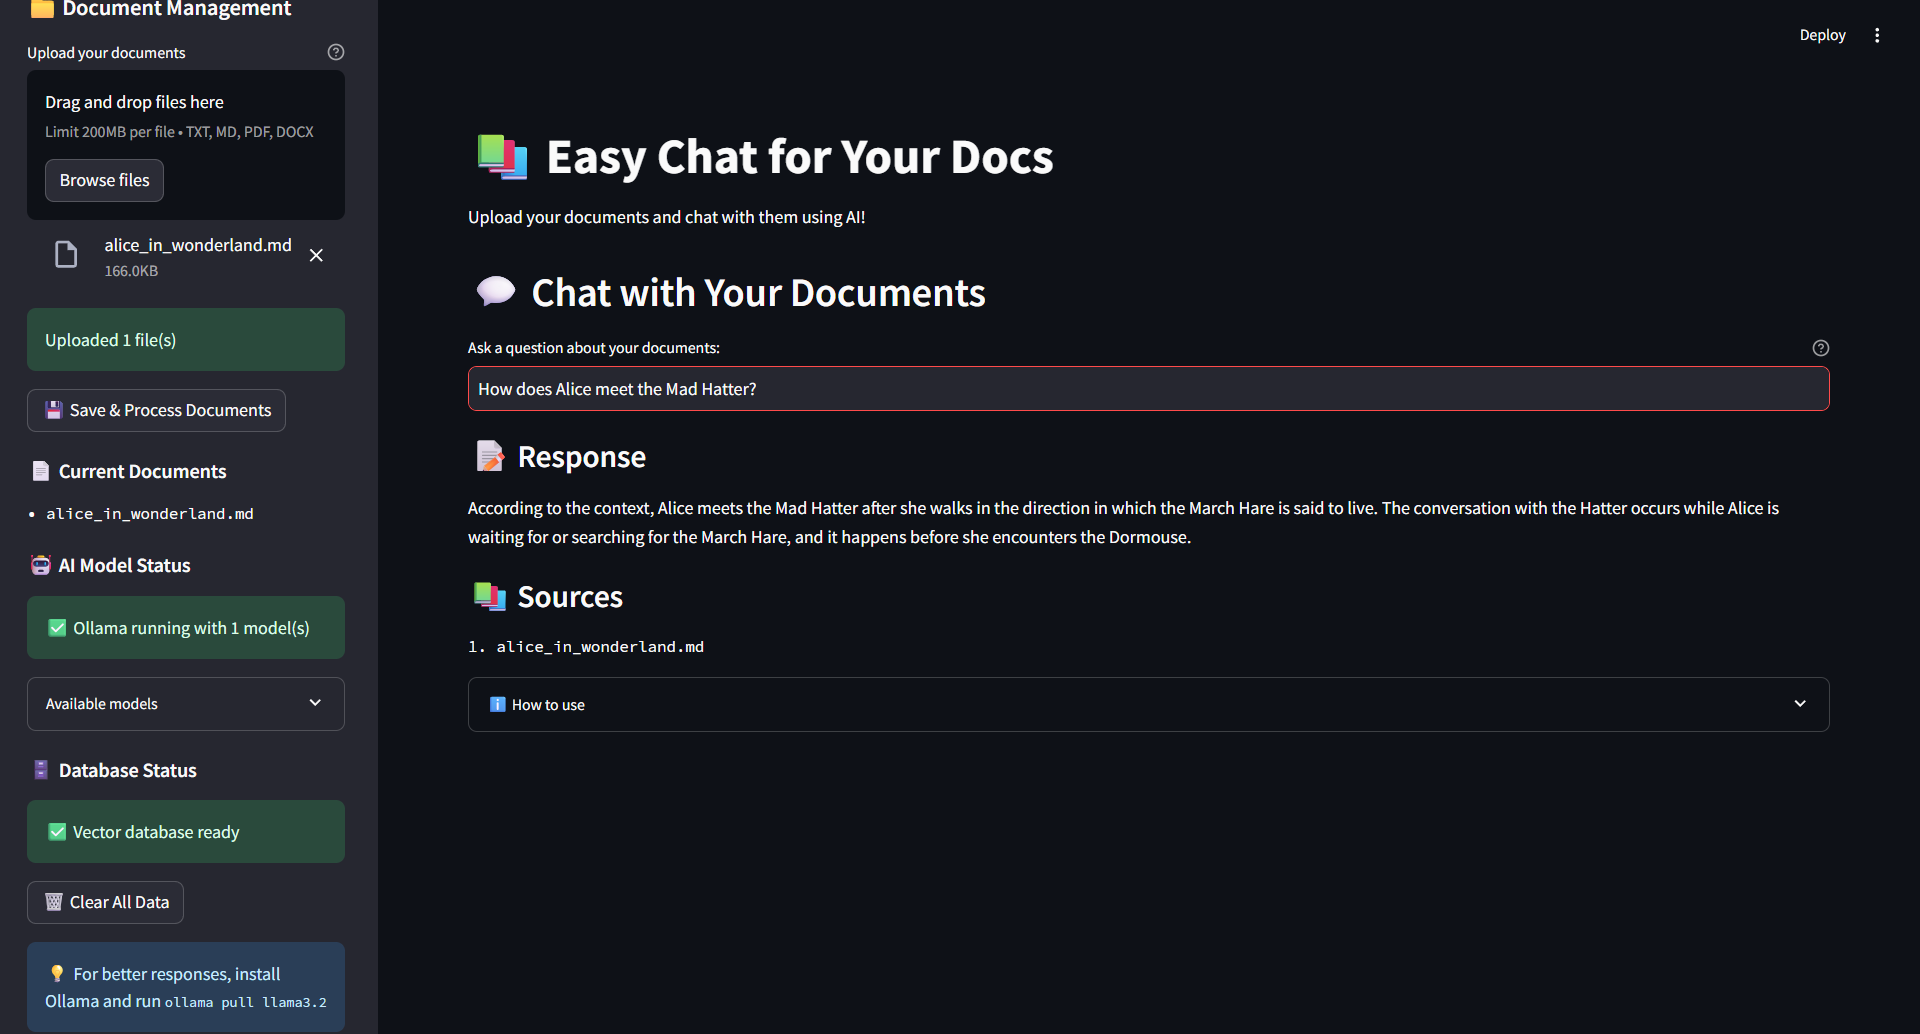 Document Management
Upload your documents
Drag and drop files here
Limit 200MB per file • TXT, MD, PDF, DOCX
Browse files
alice_in_wonderland.md
166.0KB
Uploaded 1 file(s)
Save & Process Documents
Current Documents
• alice_in_wonderland.md
AI Model Status
Ollama running with 1 model(s)
Available models
Database Status
Vector database ready
Clear All Data
For better responses, install
Ollama and run ollama pull llama3.2
Deploy
Easy Chat for Your Docs
Upload your documents and chat with them using AI!
Chat with Your Documents
Ask a question about your documents:
How does Alice meet the Mad Hatter?
Response
According to the context, Alice meets the Mad Hatter after she walks in the direction in which the March Hare is said to live. The conversation with the Hatter occurs while Alice is
waiting for or searching for the March Hare, and it happens before she encounters the Dormouse.
Sources
1. alice_in_wonderland.md
How to use